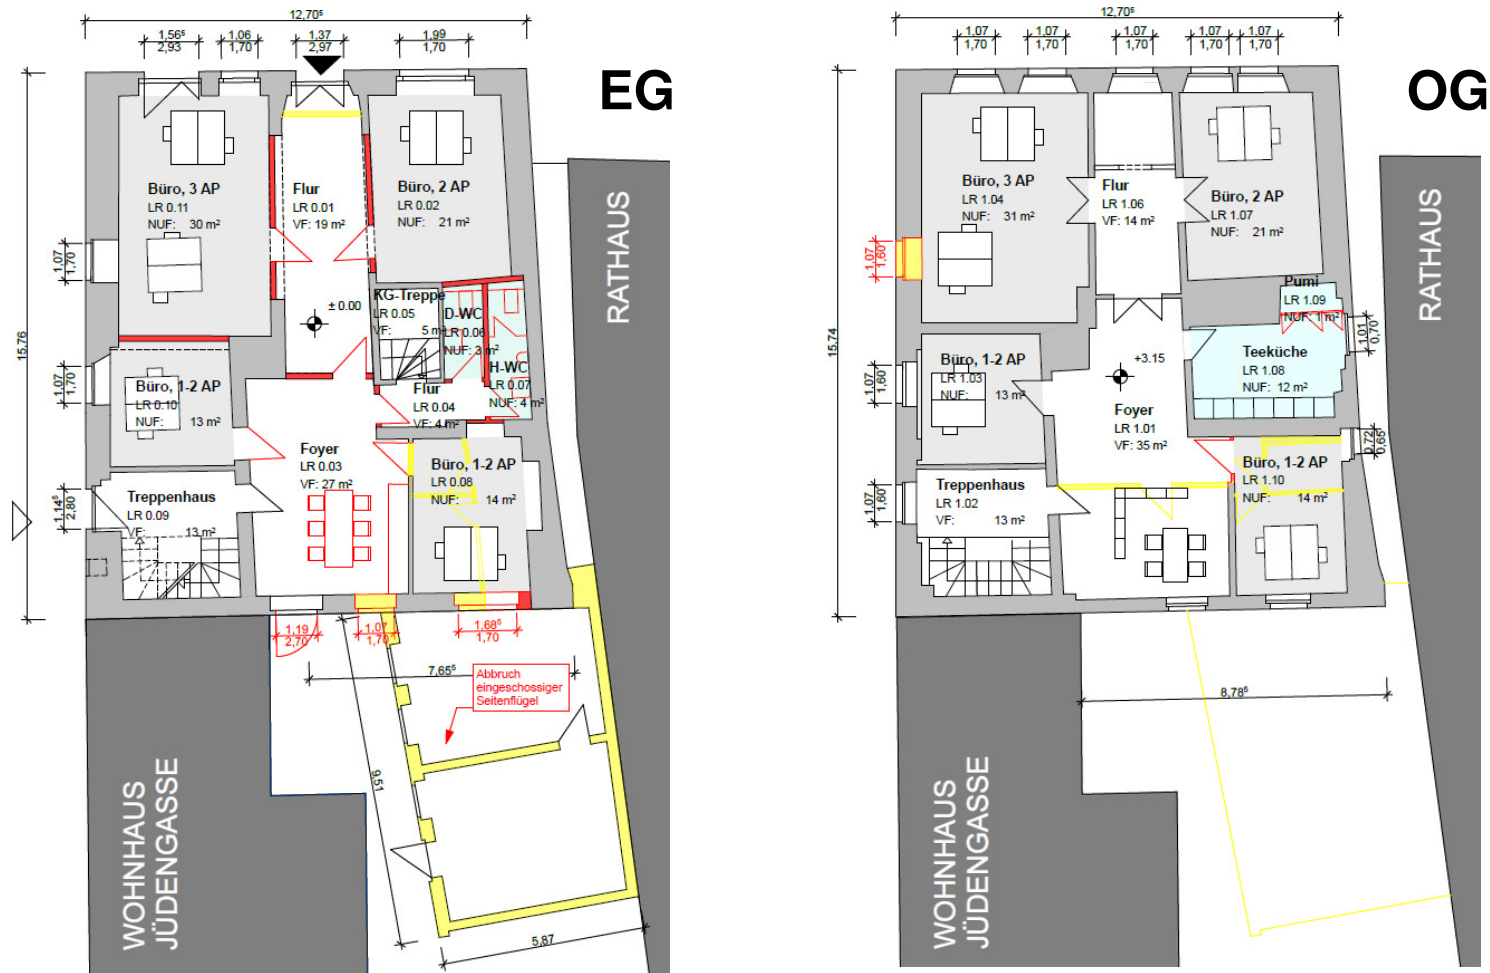 12,70⁵
1,56⁵
2,93
1,06
1,70
1,37
2,97
1,99
1,70
EG
15,76
Büro, 3 AP
LR 0.11
NUF: 30 m²
Flur
LR 0.01
VF: 19 m²
Büro, 2 AP
LR 0.02
NUF: 21 m²
RATHAUS
1,07
1,70
± 0.00
KG-Treppe
LR 0.05
VF: 5 m²
D-WC
LR 0.06
NUF: 3 m²
H-WC
LR 0.07
NUF: 4 m²
1,07
1,70
Büro, 1-2 AP
LR 0.10
NUF: 13 m²
Flur
LR 0.04
VF: 4 m²
Foyer
LR 0.03
VF: 27 m²
Büro, 1-2 AP
LR 0.08
NUF: 14 m²
1.14⁵
2,80
Treppenhaus
LR 0.09
VF: 13 m²
1,19
2,70
1,07
1,70
1,68⁵
1,70
7,65⁵
Abbruch
eingeschossiger
Seitenflügel
9,51
5,87
WOHNHAUS
JÜDENGASSE
12,70⁵
1,07
1,70
1,07
1,70
1,07
1,70
1,07
1,70
1,07
1,70
OG
15,74
Büro, 3 AP
LR 1.04
NUF: 31 m²
Flur
LR 1.06
VF: 14 m²
Büro, 2 AP
LR 1.07
NUF: 21 m²
RATHAUS
1,07
1,60
Pumi
LR 1.09
NUF: 1 m²
1,01
0,70
+3.15
Teeküche
LR 1.08
NUF: 12 m²
1,07
1,60
Büro, 1-2 AP
LR 1.03
NUF: 13 m²
Foyer
LR 1.01
VF: 35 m²
0,72
0,65
Büro, 1-2 AP
LR 1.10
NUF: 14 m²
1,07
1,60
Treppenhaus
LR 1.02
VF: 13 m²
8,78⁵
WOHNHAUS
JÜDENGASSE